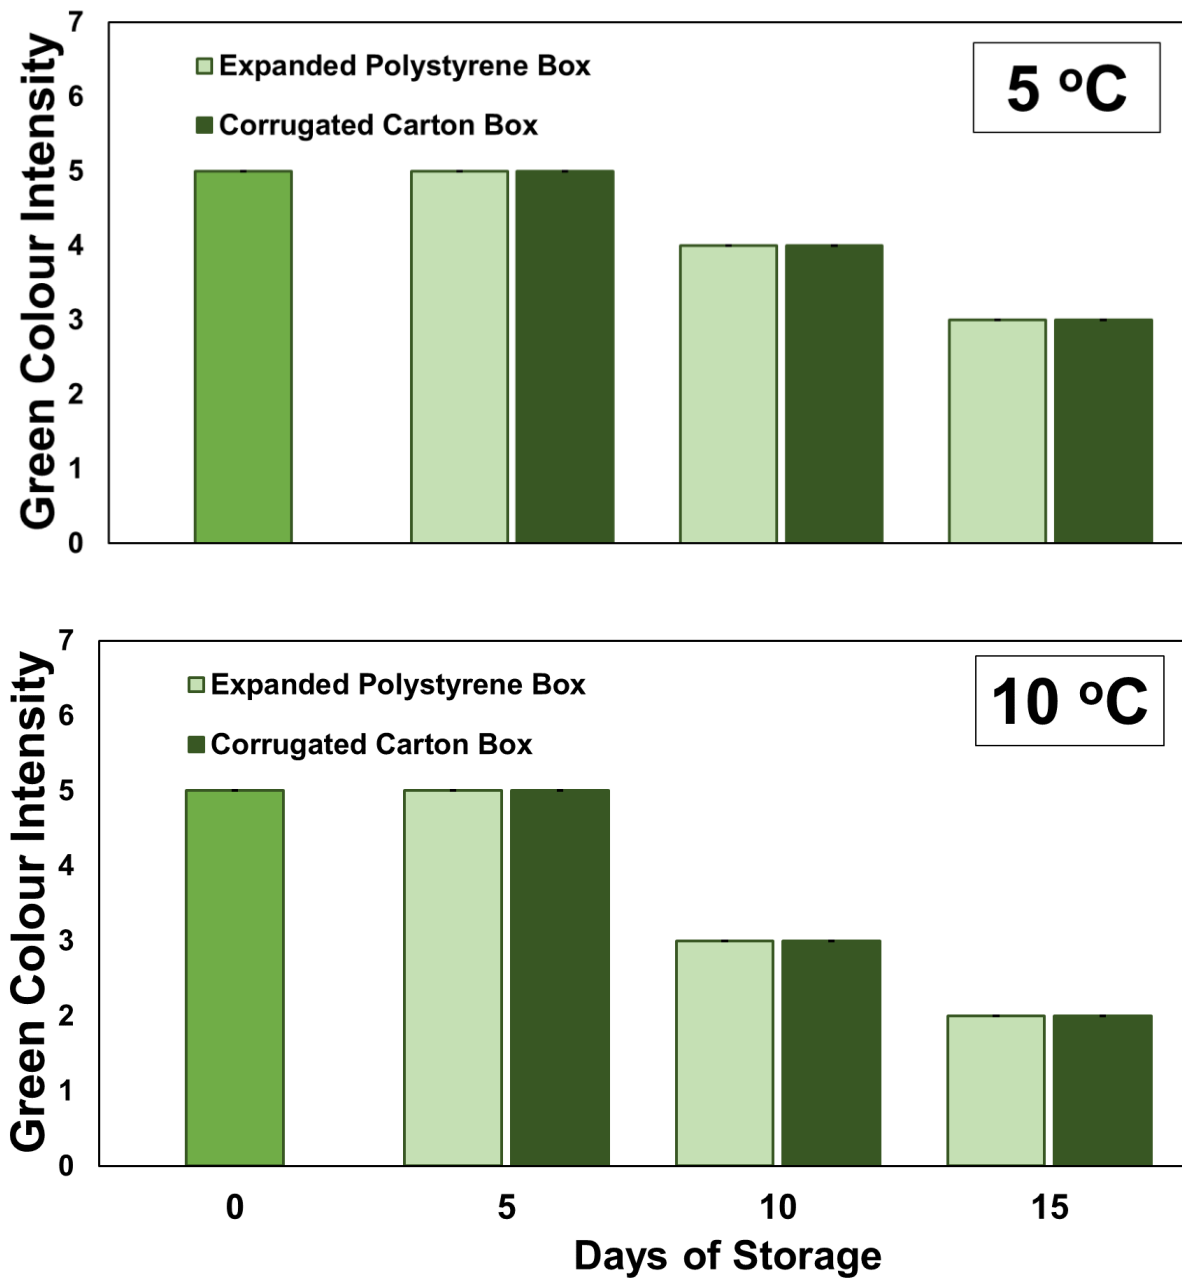 7
Expanded Polystyrene Box
5 ºC
6
Corrugated Carton Box
5
4
3
2
1
0
Green Colour Intensity
7
Expanded Polystyrene Box
10 ºC
6
Corrugated Carton Box
5
4
3
2
1
0
Green Colour Intensity
0 5 10 15
Days of Storage